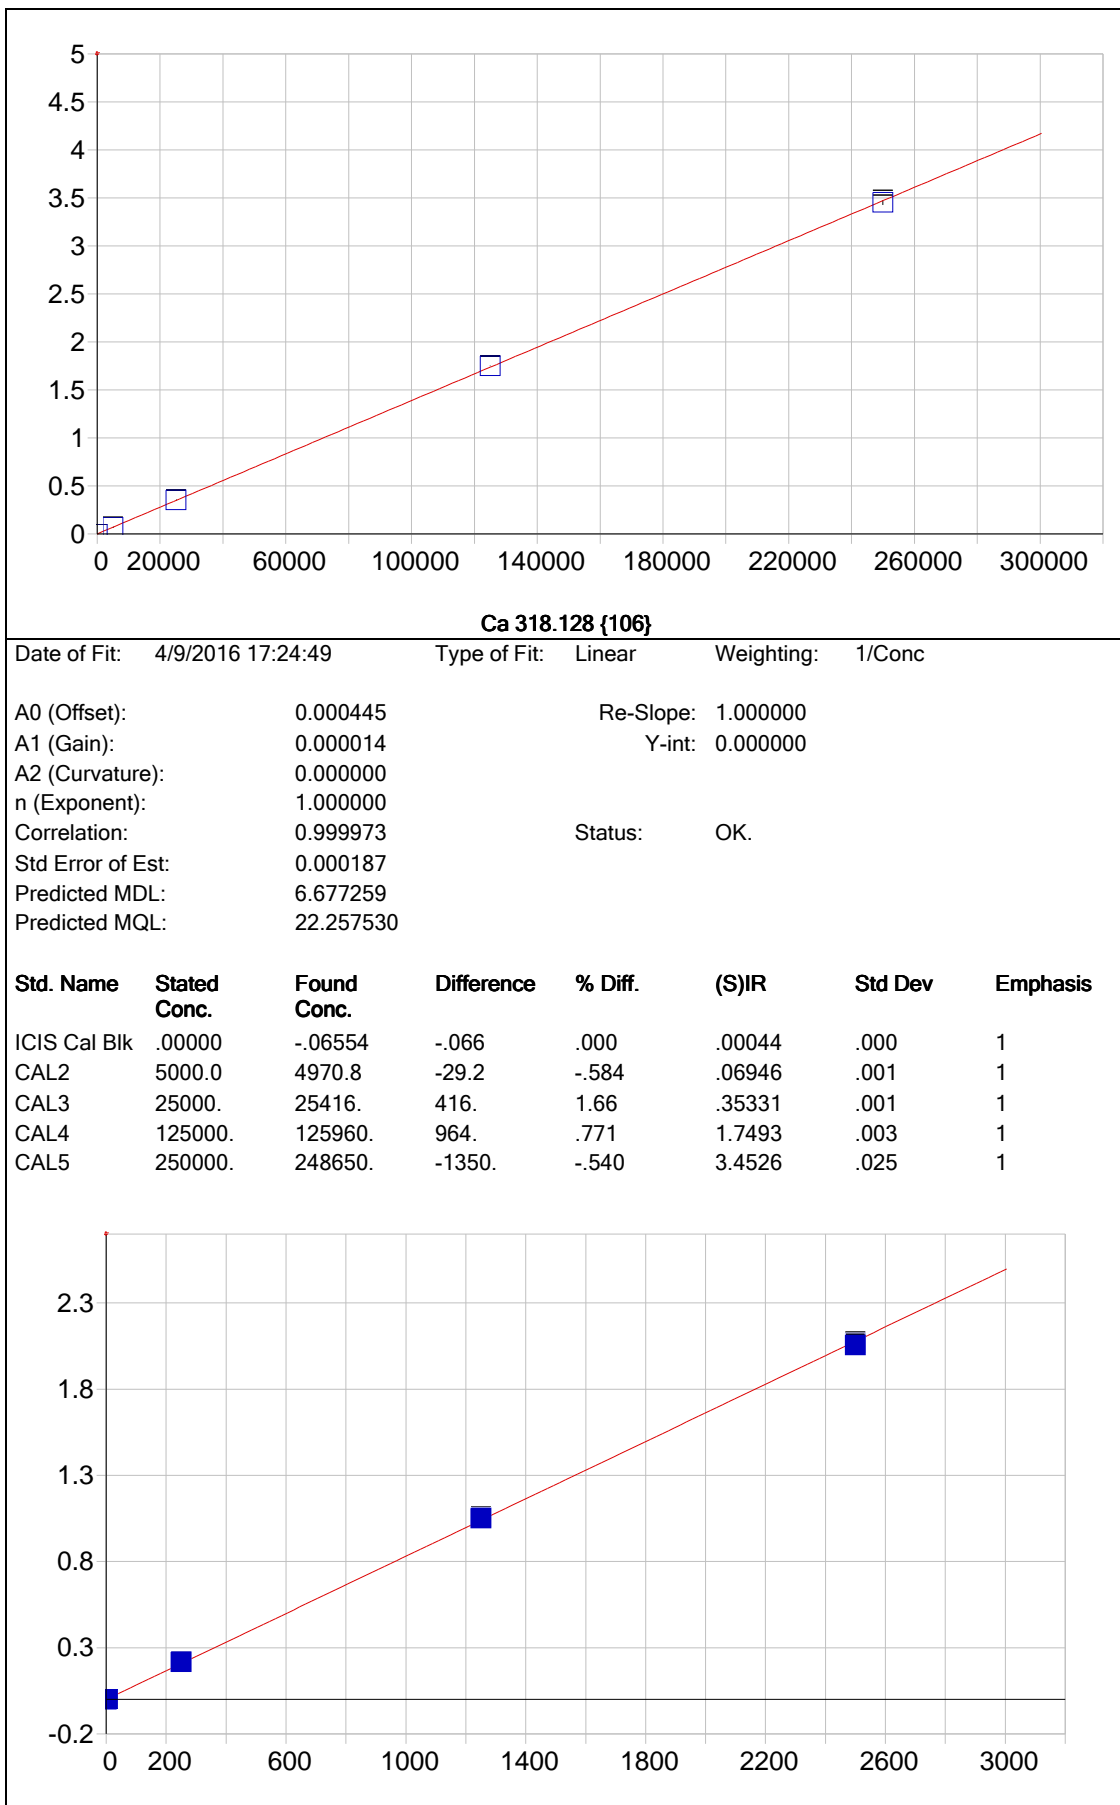 5
4.5
4
3.5
3
2.5
2
1.5
1
0.5
0
0 20000 60000 100000 140000 180000 220000 260000 300000
Ca 318.128 {106}
Date of Fit: 4/9/2016 17:24:49 Type of Fit: Linear Weighting: 1/Conc
A0 (Offset): 0.000445 Re-Slope: 1.000000
A1 (Gain): 0.000014 Y-int: 0.000000
A2 (Curvature): 0.000000
n (Exponent): 1.000000
Correlation: 0.999973 Status: OK.
Std Error of Est: 0.000187
Predicted MDL: 6.677259
Predicted MQL: 22.257530
Std. Name Stated Found Difference % Diff. (S)IR Std Dev Emphasis
Conc. Conc.
ICIS Cal Blk .00000 -.06554 -.066 .000 .00044 .000 1
CAL2 5000.0 4970.8 -29.2 -.584 .06946 .001 1
CAL3 25000. 25416. 416. 1.66 .35331 .001 1
CAL4 125000. 125960. 964. .771 1.7493 .003 1
CAL5 250000. 248650. -1350. -.540 3.4526 .025 1
2.3
1.8
1.3
0.8
0.3
-0.2
0 200 600 1000 1400 1800 2200 2600 3000